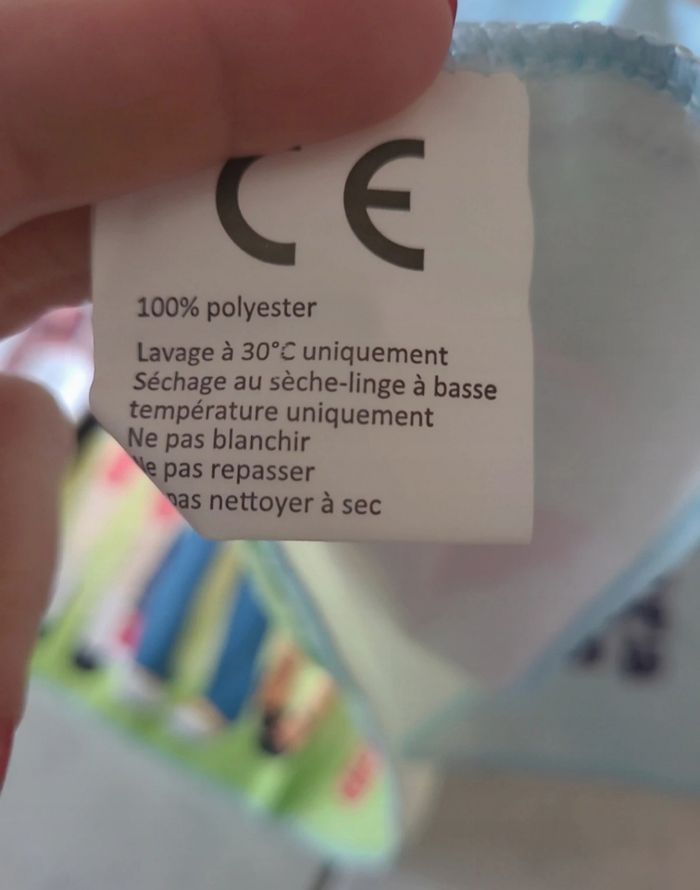 CE
100% polyester
Lavage à 30°C uniquement
Séchage au sèche-linge à basse
température uniquement
Ne pas blanchir
Ne pas repasser
pas nettoyer à sec